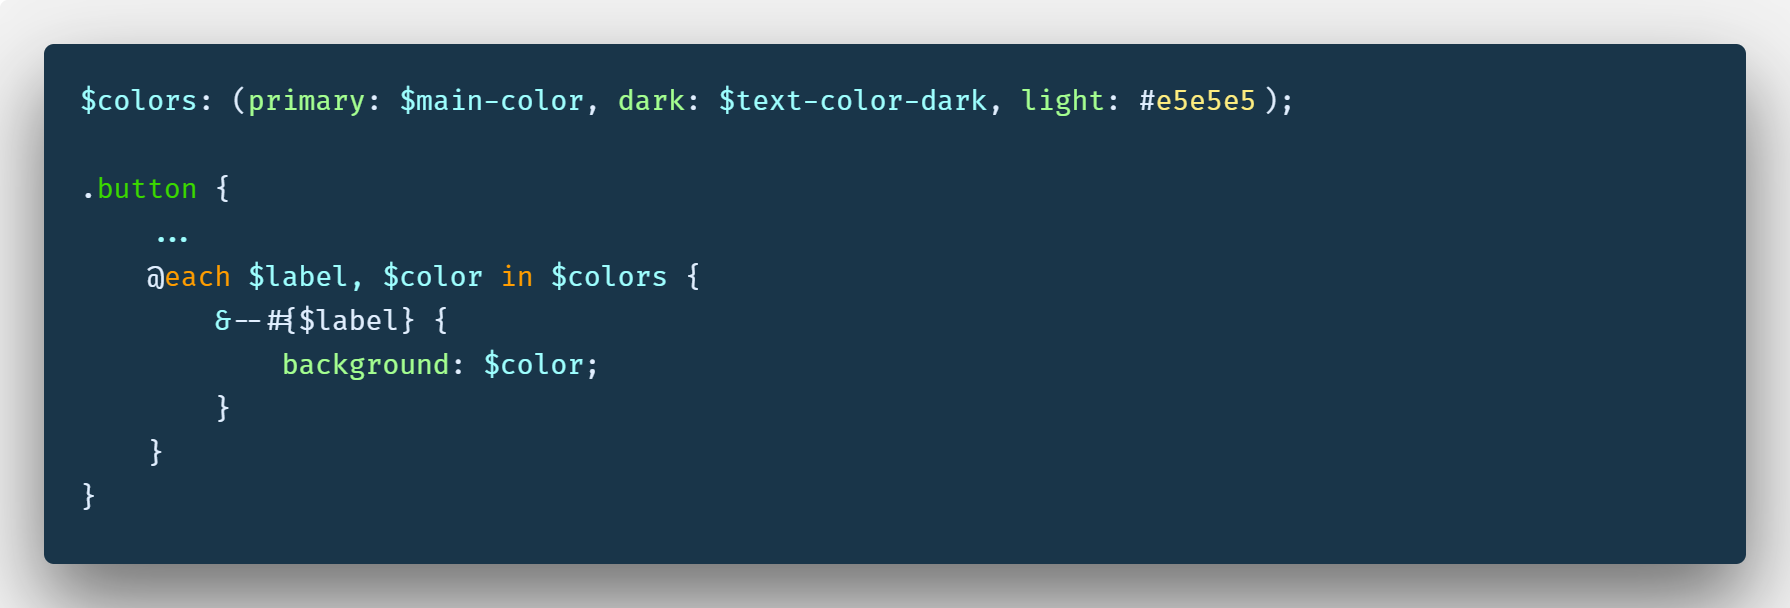 $colors: (primary: $main-color, dark: $text-color-dark, light: #e5e5e5 );
.button {
...
@each $label, $color in $colors {
&--#{$label} {
background: $color;
}
}
}